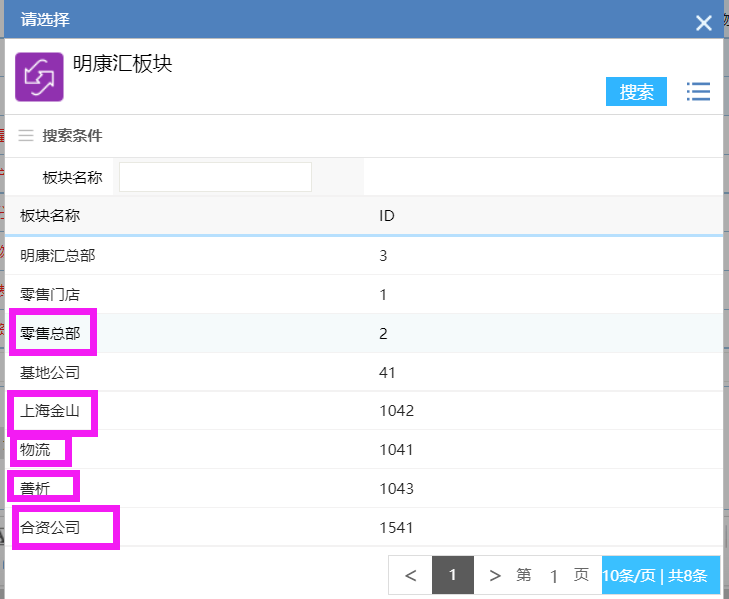 请选择
明康汇板块
搜索
搜索条件
板块名称
板块名称 ID
明康汇总部 3
零售门店 1
零售总部 2
基地公司 41
上海金山 1042
物流 1041
善析 1043
合资公司 1541
< 1 > 第 1 页 10条/页 | 共8条